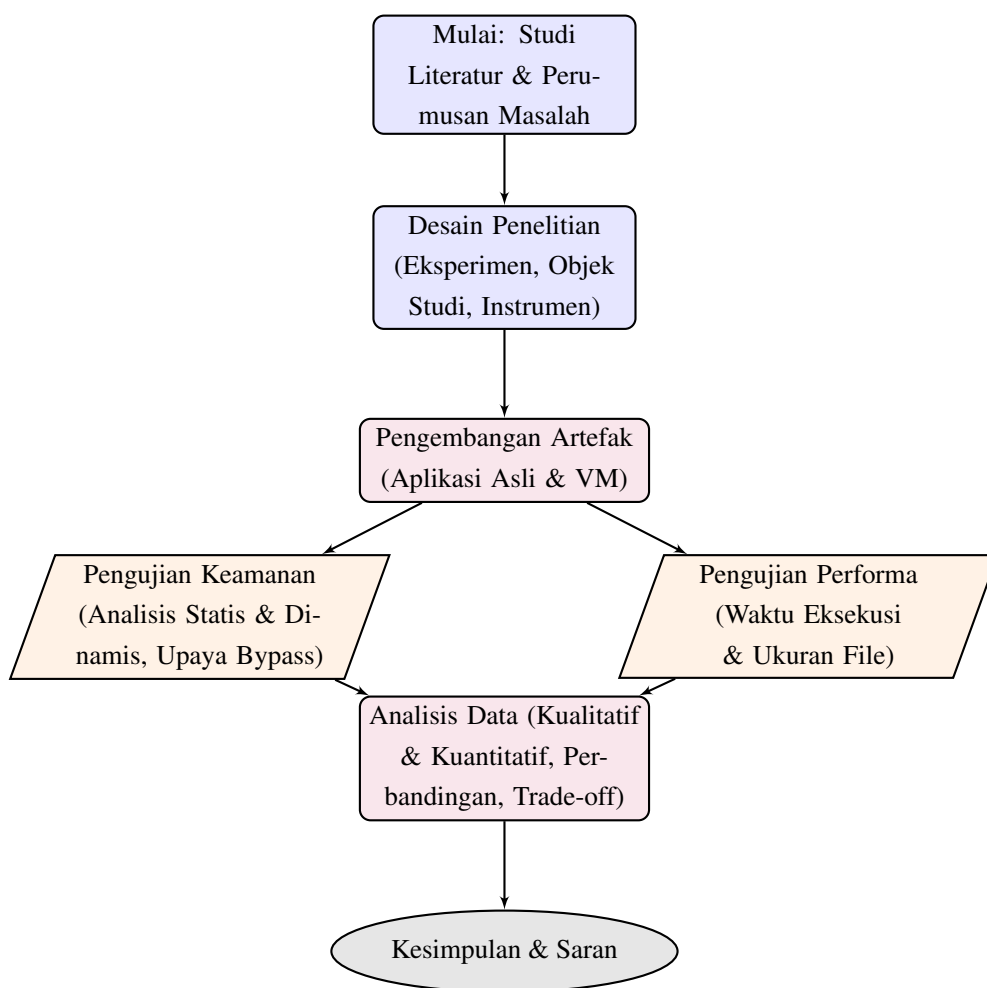 Mulai: Studi
Literatur & Peru-
musan Masalah
Desain Penelitian
(Eksperimen, Objek
Studi, Instrumen)
Pengembangan Artefak
(Aplikasi Asli & VM)
Pengujian Keamanan
(Analisis Statis & Di-
namis, Upaya Bypass)
Pengujian Performa
(Waktu Eksekusi
& Ukuran File)
Analisis Data (Kualitatif
& Kuantitatif, Per-
bandingan, Trade-off)
Kesimpulan & Saran